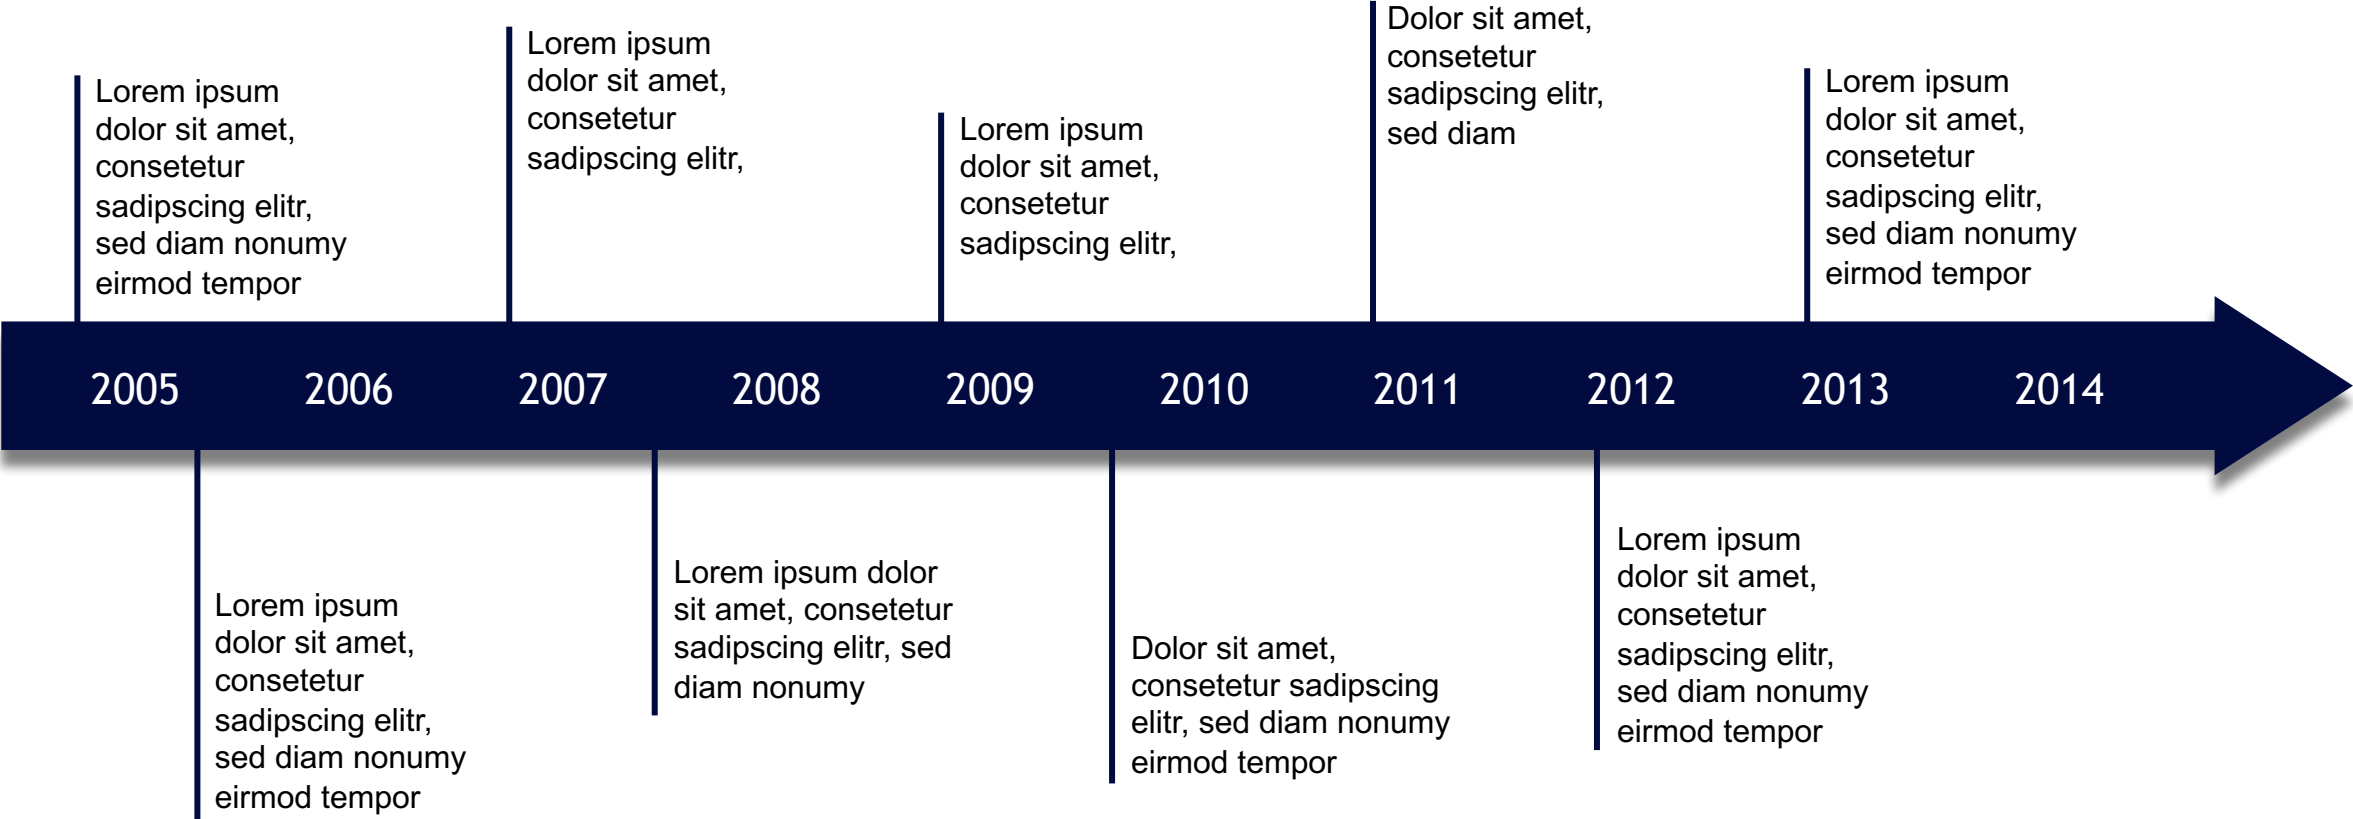 Lorem ipsum
dolor sit amet,
consetetur
sadipscing elitr,
sed diam nonumy
eirmod tempor
Lorem ipsum
dolor sit amet,
consetetur
sadipscing elitr,
Lorem ipsum
dolor sit amet,
consetetur
sadipscing elitr,
Dolor sit amet,
consetetur
sadipscing elitr,
sed diam
Lorem ipsum
dolor sit amet,
consetetur
sadipscing elitr,
sed diam nonumy
eirmod tempor
2005 2006 2007 2008 2009 2010 2011 2012 2013 2014
Lorem ipsum
dolor sit amet,
consetetur
sadipscing elitr,
sed diam nonumy
eirmod tempor
Lorem ipsum dolor
sit amet, consetetur
sadipscing elitr, sed
diam nonumy
Dolor sit amet,
consetetur sadipscing
elitr, sed diam nonumy
eirmod tempor
Lorem ipsum
dolor sit amet,
consetetur
sadipscing elitr,
sed diam nonumy
eirmod tempor